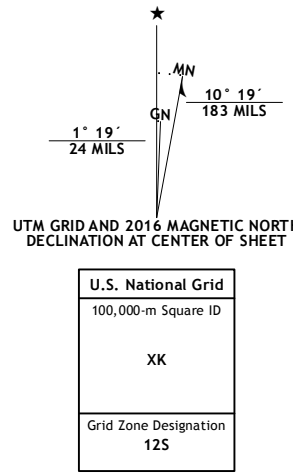 ★
MN
GN
10° 19´
183 MILS
1° 19´
24 MILS
UTM GRID AND 2016 MAGNETIC NORTH
DECLINATION AT CENTER OF SHEET
U.S. National Grid
100,000-m Square ID
XK
Grid Zone Designation
12S